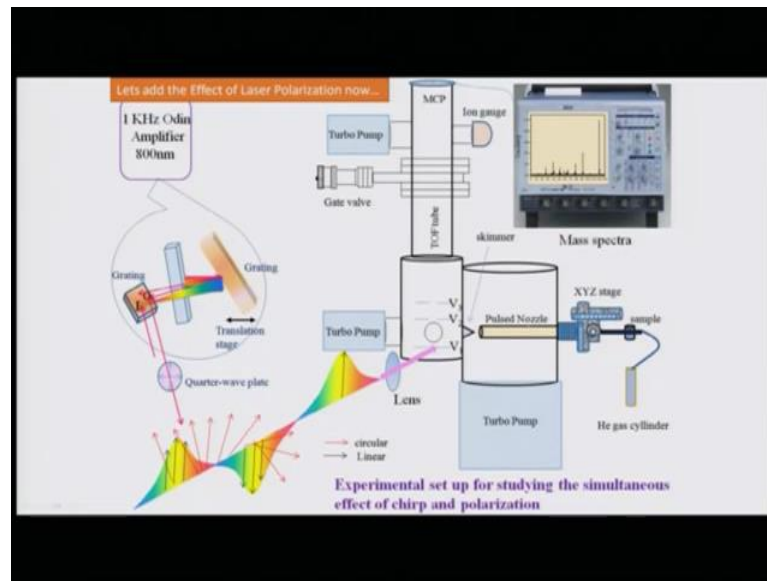 Lets add the Effect of Laser Polarization now...
1 KHz Odin
Amplifier
800nm
MCP
Ion gauge
Turbo Pump
Gate valve
TOF tube
skimmer
Mass spectra
Grating
Grating
Translation
stage
XYZ stage
V
V
V
Pulsed Nozzle
sample
Turbo Pump
Quarter-wave plate
Lens
Turbo Pump
He gas cyllinder
circular
Linear
Experimental set up for studying the simultaneous
effect of chirp and polarization